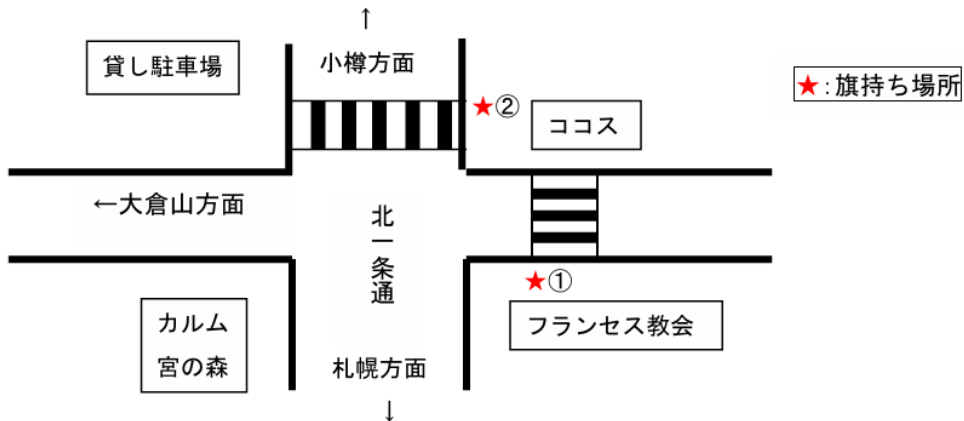 ↑
小樽方面
貸し駐車場
★②
ココス
★：旗持ち場所
←大倉山方面
北一条通
★①
フランセス教会
カルム
宮の森
札幌方面
↓